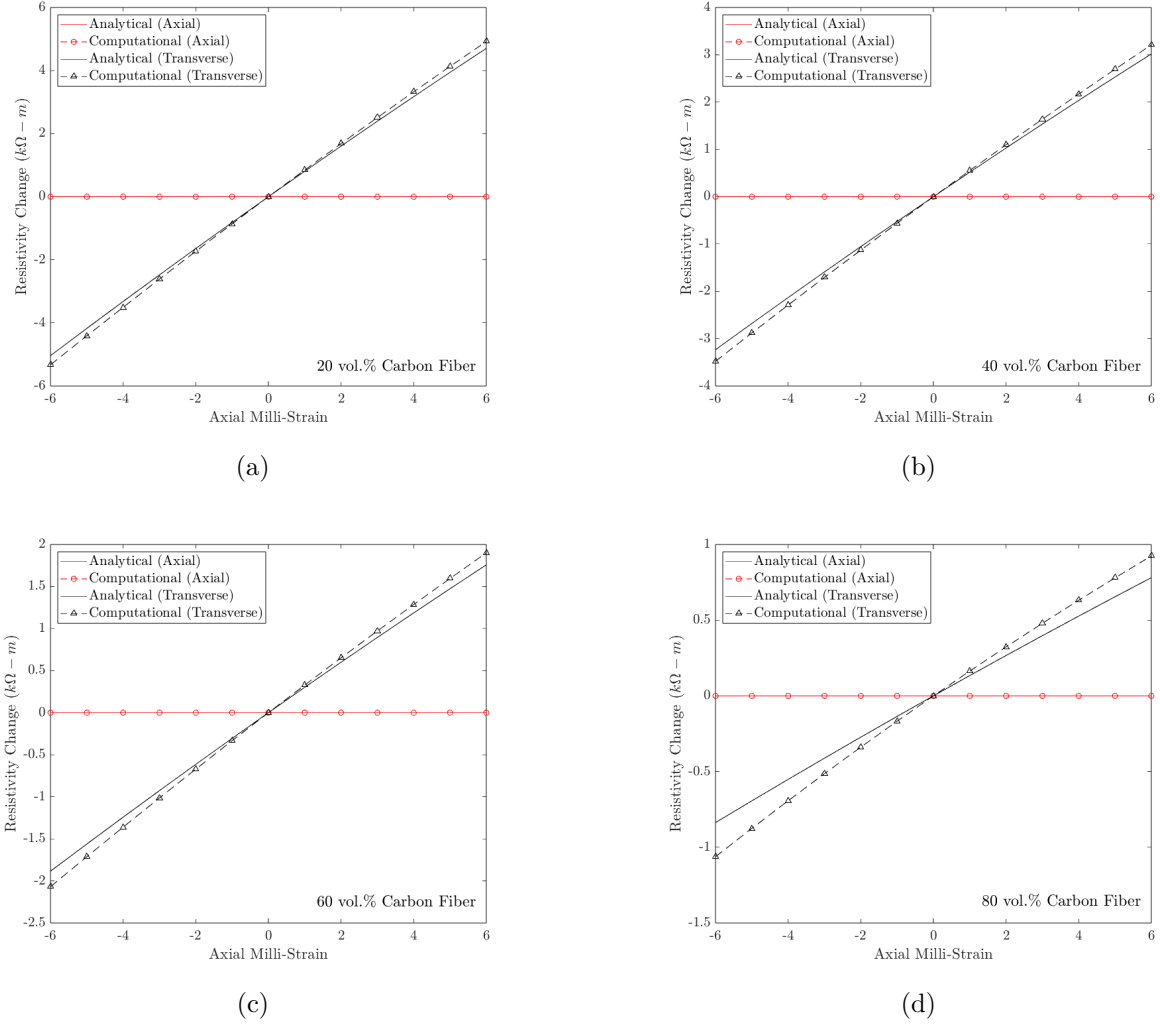 Analytical (Axial)
Computational (Axial)
Analytical (Transverse)
Computational (Transverse)
6
4
2
0
-2
-4
-6
Resistivity Change (kΩ − m)
20 vol.% Carbon Fiber
-6 -4 -2 0 2 4 6
Axial Milli-Strain
(a)
Analytical (Axial)
Computational (Axial)
Analytical (Transverse)
Computational (Transverse)
4
3
2
1
0
-1
-2
-3
-4
Resistivity Change (kΩ − m)
40 vol.% Carbon Fiber
-6 -4 -2 0 2 4 6
Axial Milli-Strain
(b)
Analytical (Axial)
Computational (Axial)
Analytical (Transverse)
Computational (Transverse)
2
1.5
1
0.5
0
-0.5
-1
-1.5
-2
-2.5
Resistivity Change (kΩ − m)
60 vol.% Carbon Fiber
-6 -4 -2 0 2 4 6
Axial Milli-Strain
(c)
Analytical (Axial)
Computational (Axial)
Analytical (Transverse)
Computational (Transverse)
1
0.5
0
-0.5
-1
-1.5
Resistivity Change (kΩ − m)
80 vol.% Carbon Fiber
-6 -4 -2 0 2 4 6
Axial Milli-Strain
(d)